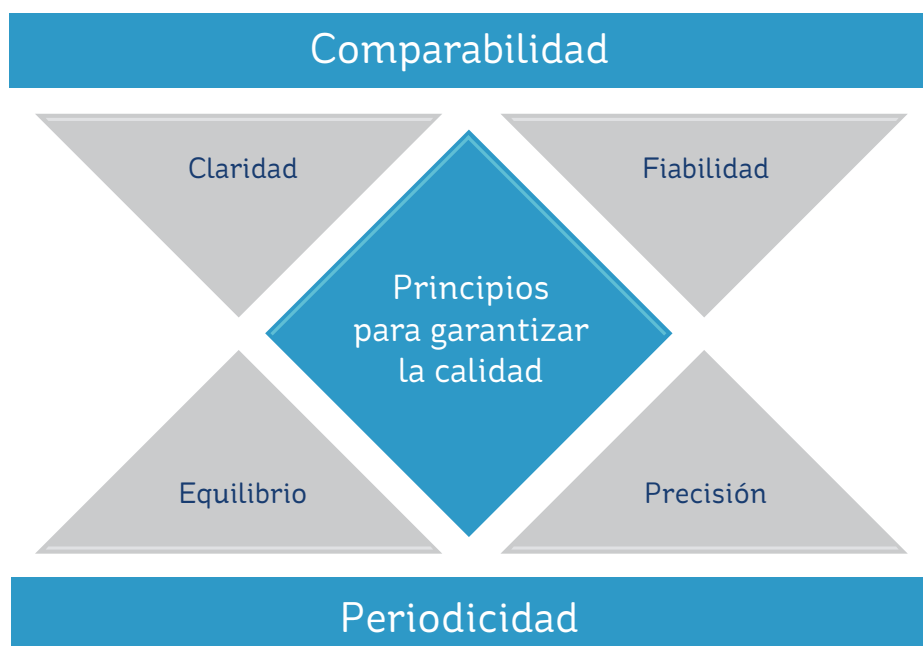 Comparabilidad
Claridad
Fiabilidad
Principios
para garantizar
la calidad
Equilibrio
Precisión
Periodicidad